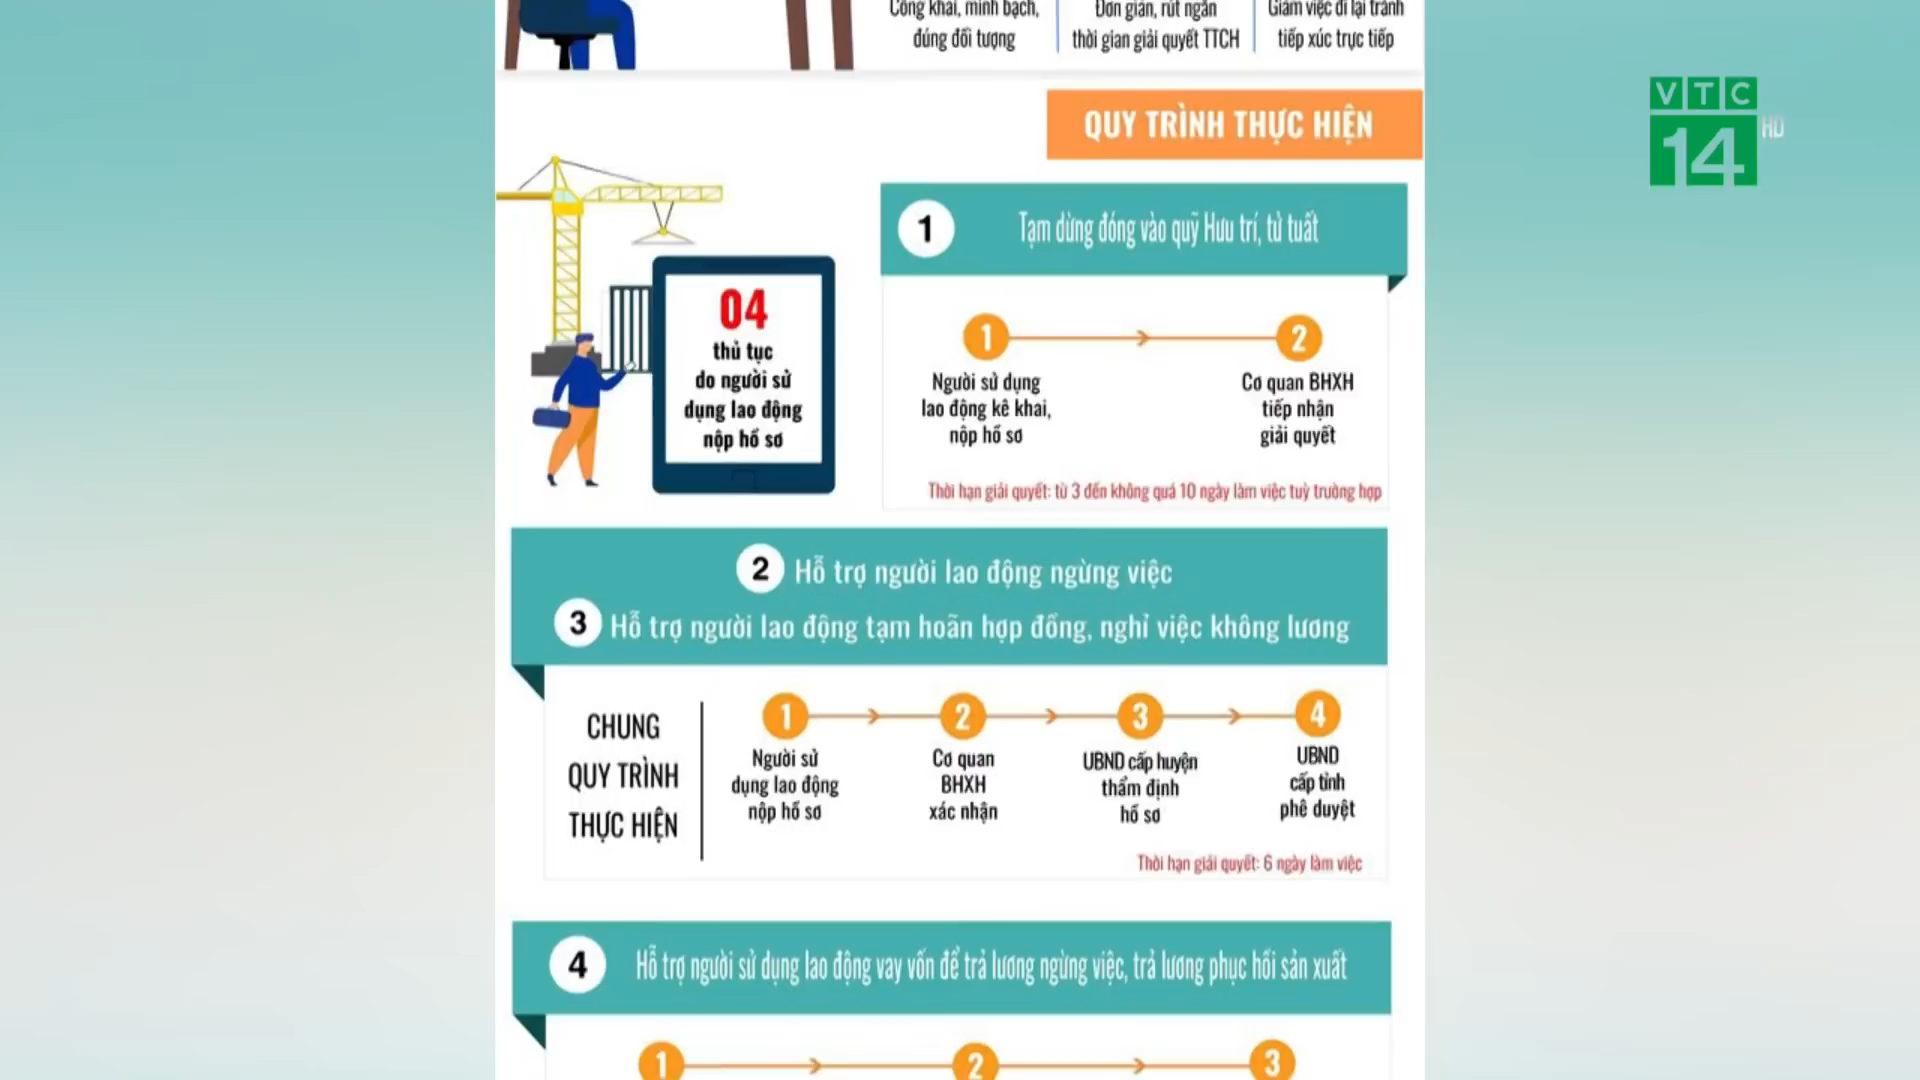 Công khai, minh bạch,
đúng đối tượng
Đơn giản, rút ngắn
thời gian giải quyết TTCH
Giảm việc đi lại tránh
tiếp xúc trực tiếp
VTC
14
HD
QUY TRÌNH THỰC HIỆN
04
thủ tục
do người sử
dụng lao động
nộp hồ sơ
1
Tạm dừng đóng vào quỹ Hưu trí, tử tuất
1
Người sử dụng
lao động kê khai,
nộp hồ sơ
2
Cơ quan BHXH
tiếp nhận
giải quyết
Thời hạn giải quyết: từ 3 đến không quá 10 ngày làm việc tuỳ trường hợp
2 Hỗ trợ người lao động ngừng việc
3 Hỗ trợ người lao động tạm hoãn hợp đồng, nghỉ việc không lương
CHUNG
QUY TRÌNH
THỰC HIỆN
1
Người sử
dụng lao động
nộp hồ sơ
2
Cơ quan
BHXH
xác nhận
3
UBND cấp huyện
thẩm định
hồ sơ
4
UBND
cấp tỉnh
phê duyệt
Thời hạn giải quyết: 6 ngày làm việc
4 Hỗ trợ người sử dụng lao động vay vốn để trả lương ngừng việc, trả lương phục hồi sản xuất
1
2
3